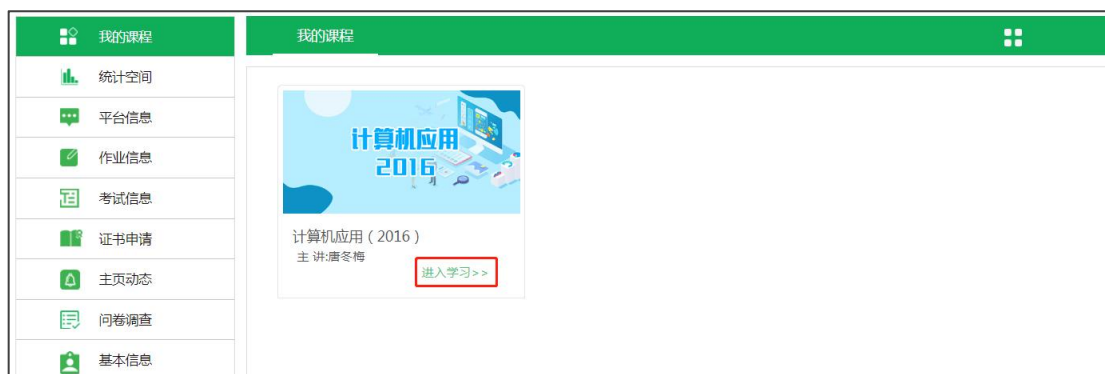 我的课程
统计空间
平台信息
作业信息
考试信息
证书申请
主页动态
问卷调查
基本信息
我的课程
计算机应用
2016
计算机应用（2016）
主 讲:唐冬梅
进入学习>>